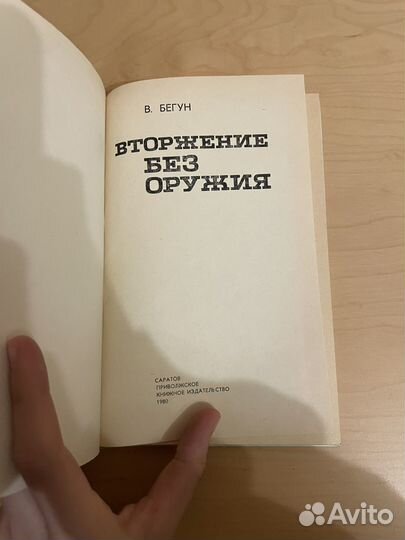 В. БЕГУН
ВТОРЖЕНИЕ
БЕЗ
ОРУЖИЯ
САРАТОВ
ПРИВОЛЖСКОЕ
КНИЖНОЕ ИЗДАТЕЛЬСТВО
1980
Avito